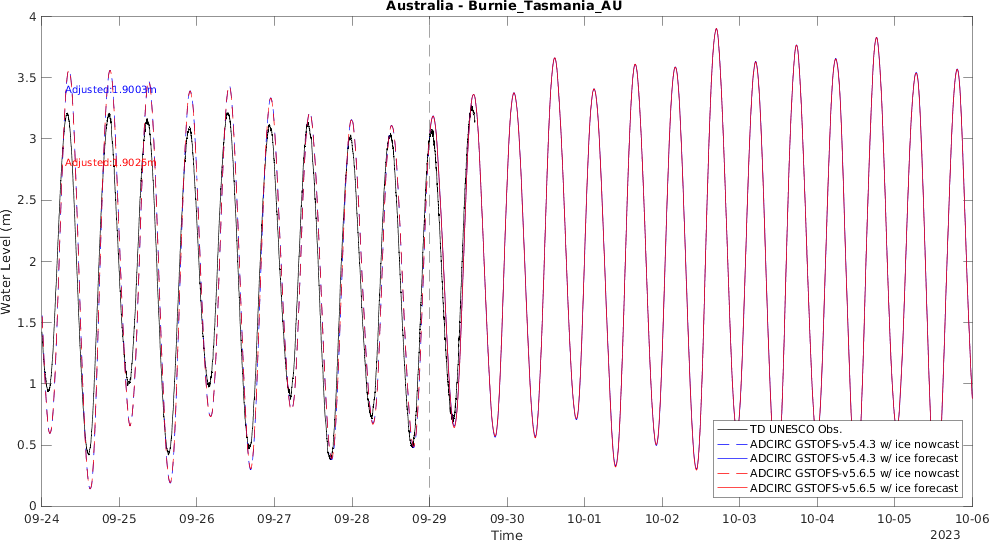 Australia - Burnie_Tasmania_AU
Water Level (m)
4
3.5
3
2.5
2
1.5
1
0.5
0
Adjusted:1.9003m
Adjusted:1.9026m
TD UNESCO Obs.
ADCIRC GSTOFS-v5.4.3 w/ ice nowcast
ADCIRC GSTOFS-v5.4.3 w/ ice forecast
ADCIRC GSTOFS-v5.6.5 w/ ice nowcast
ADCIRC GSTOFS-v5.6.5 w/ ice forecast
09-24 09-25 09-26 09-27 09-28 09-29 09-30 10-01 10-02 10-03 10-04 10-05 10-06
Time
2023